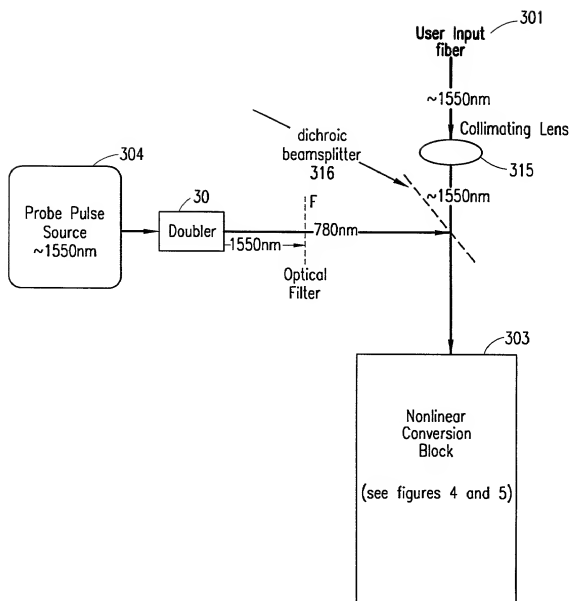 User Input
fiber
301
~1550nm
Collimating Lens
315
~1550nm
dichroic
beamsplitter
316
304
Probe Pulse
Source
~1550nm
30
Doubler
1550nm
F
780nm
Optical
Filter
303
Nonlinear
Conversion
Block
(see figures 4 and 5)